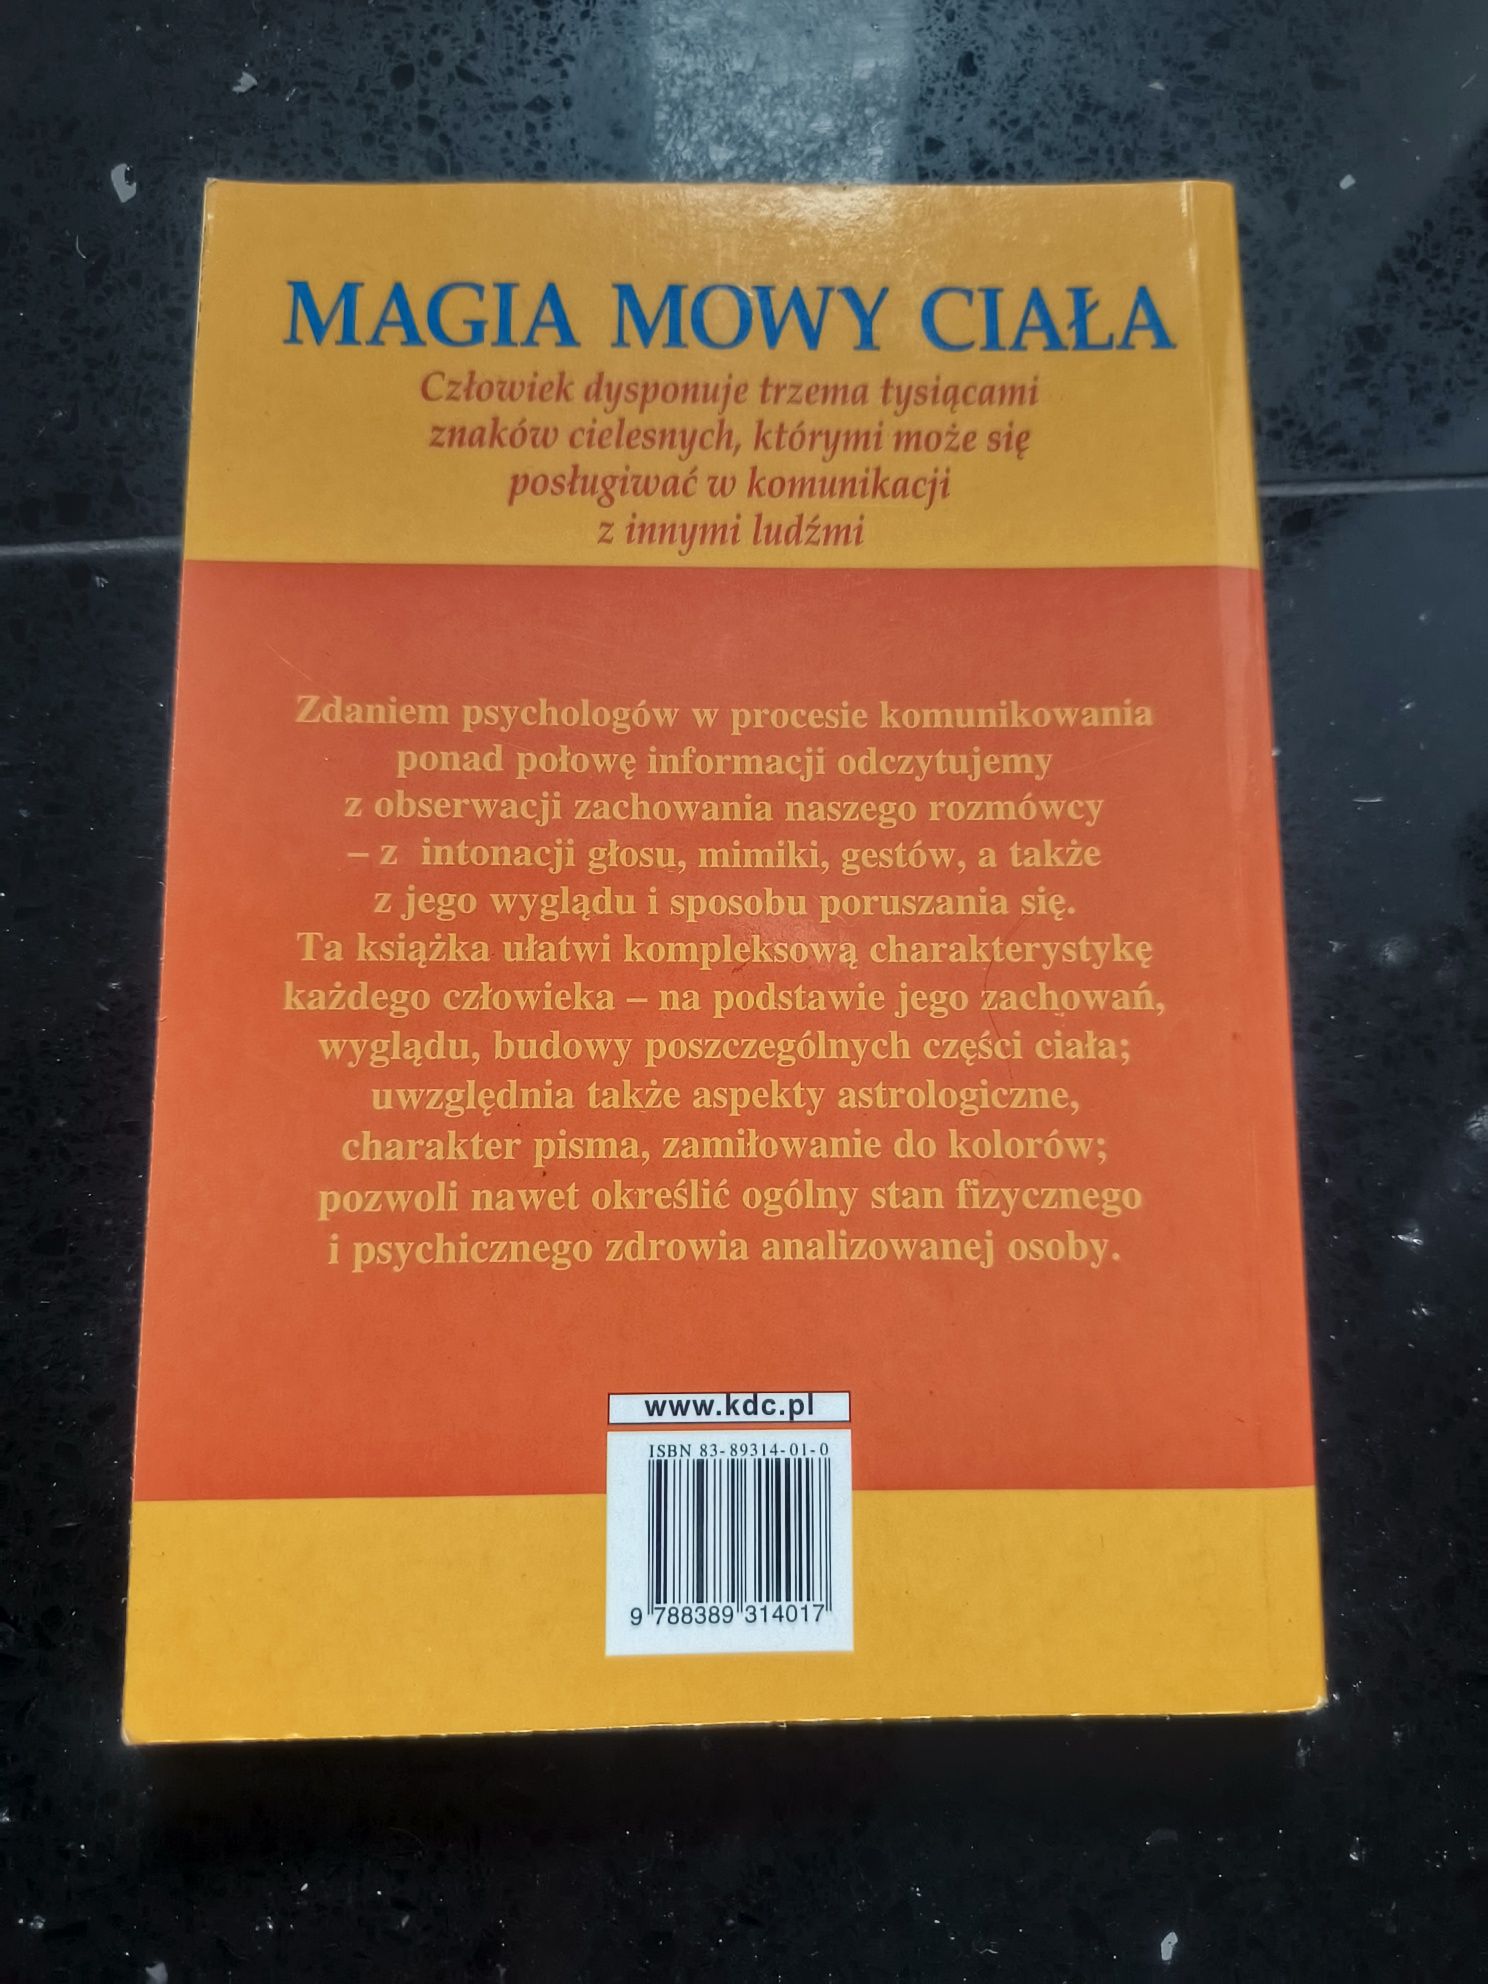 MAGIA MOWY CIAŁA
Człowiek dysponuje trzema tysiącami
znaków cielesnych, którymi może się
posługiwać w komunikacji
z innymi ludźmi
Zdaniem psychologów w procesie komunikowania
ponad połowę informacji odczytujemy
z obserwacji zachowania naszego rozmówcy
– z intonacji głosu, mimiki, gestów, a także
z jego wyglądu i sposobu poruszania się.
Ta książka ułatwi kompleksową charakterystykę
każdego człowieka – na podstawie jego zachowań,
wyglądu, budowy poszczególnych części ciała;
uwzględnia także aspekty astrologiczne,
charakter pisma, zamiłowanie do kolorów;
pozwoli nawet określić ogólny stan fizycznego
i psychicznego zdrowia analizowanej osoby.
www.kdc.pl
ISBN 83-89314-01-0
9 788389 314017